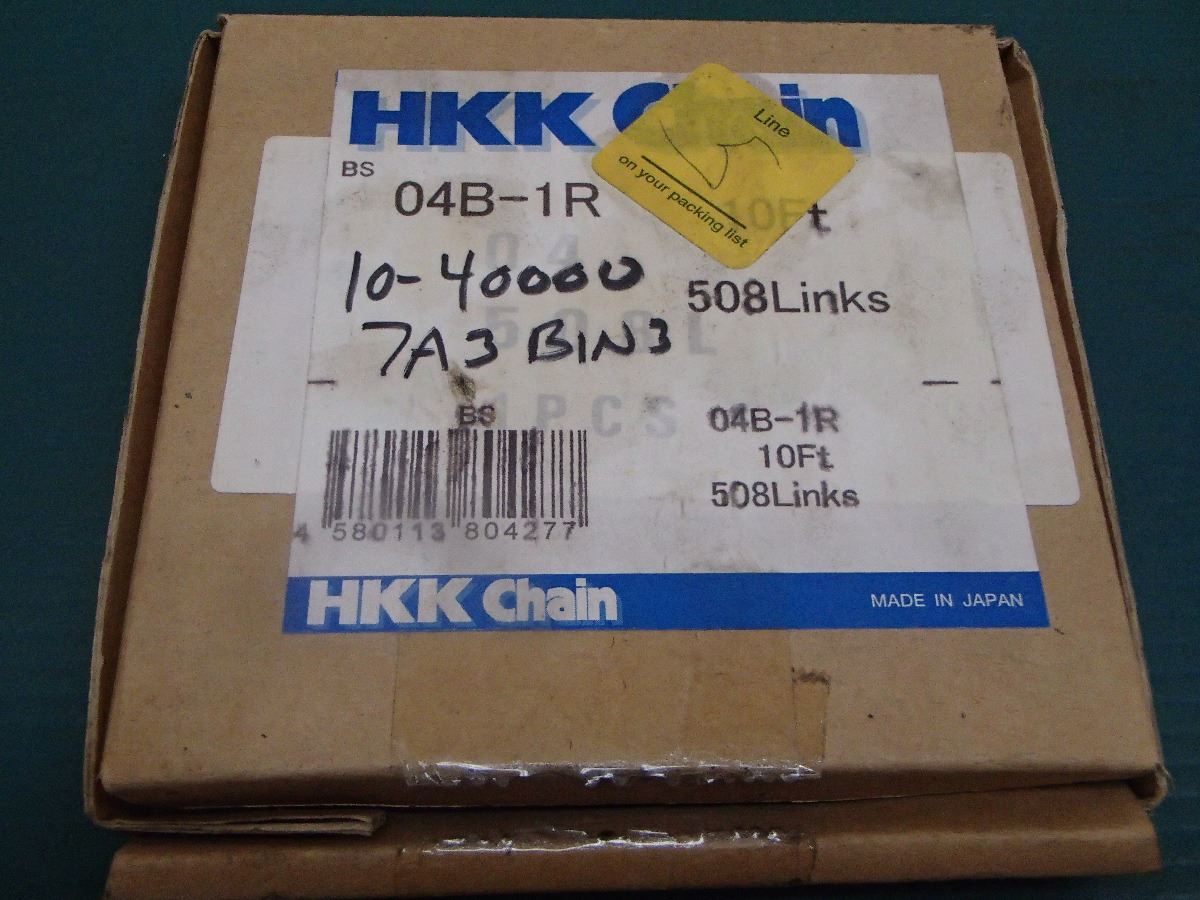 HKK Chain
Line
on your packing list
BS
04B-1R
10Ft
10-40000
508Links
7A3 BIN3
1PCS
BS
04B-1R
10Ft
508Links
4 580113 804277
HKK Chain
MADE IN JAPAN